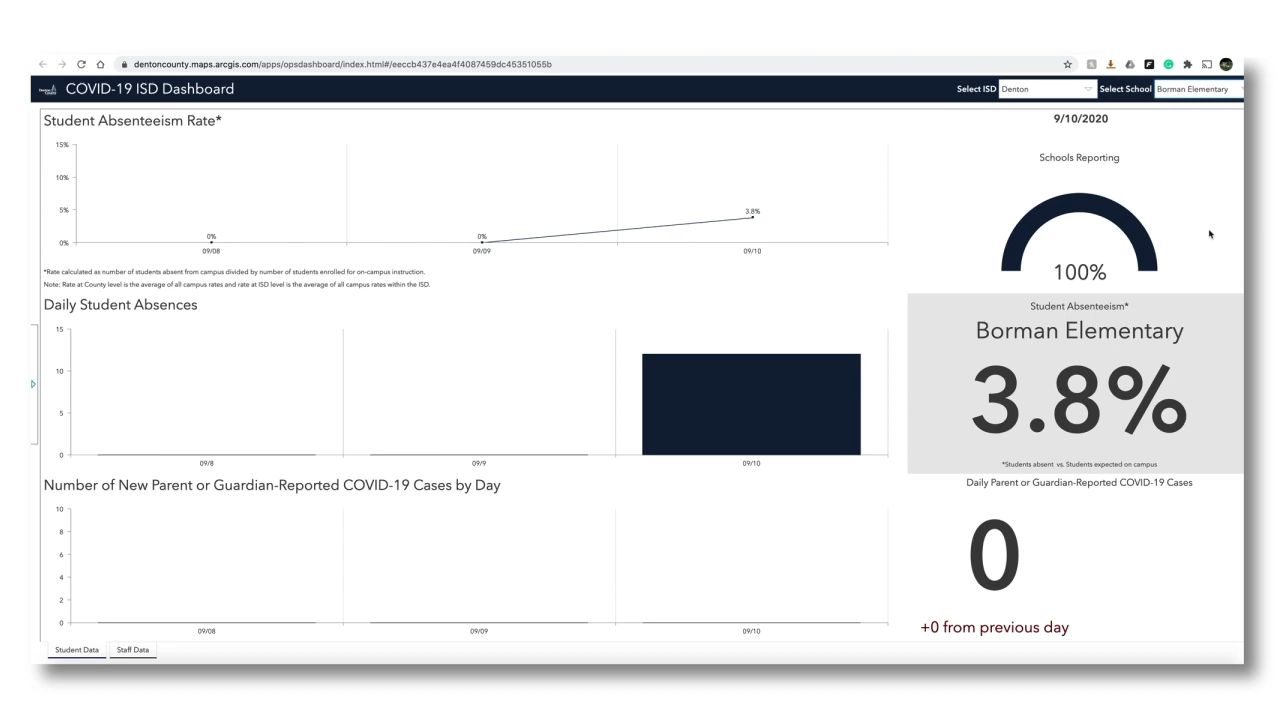 dentoncounty.maps.arcgis.com/apps/opsdashboard/index.html#/eeccb437e4ea4f4087459dc45351055b
COVID-19 ISD Dashboard
Select ISD Denton Select School Borman Elementary
Student Absenteeism Rate*
15%
10%
5%
0%
0%
0%
3.8%
09/08
09/09
09/10
*Rate calculated as number of students absent from campus divided by number of students enrolled for on-campus instruction.
Note: Rate at County level is the average of all campus rates and rate at ISD level is the average of all campus rates within the ISD.
Daily Student Absences
15
10
5
0
09/8
09/9
09/10
Number of New Parent or Guardian-Reported COVID-19 Cases by Day
10
8
6
4
2
0
09/08
09/09
09/10
Student Data Staff Data
9/10/2020
Schools Reporting
100%
Student Absenteeism*
Borman Elementary
3.8%
*Students absent vs. Students expected on campus
Daily Parent or Guardian-Reported COVID-19 Cases
0
+0 from previous day